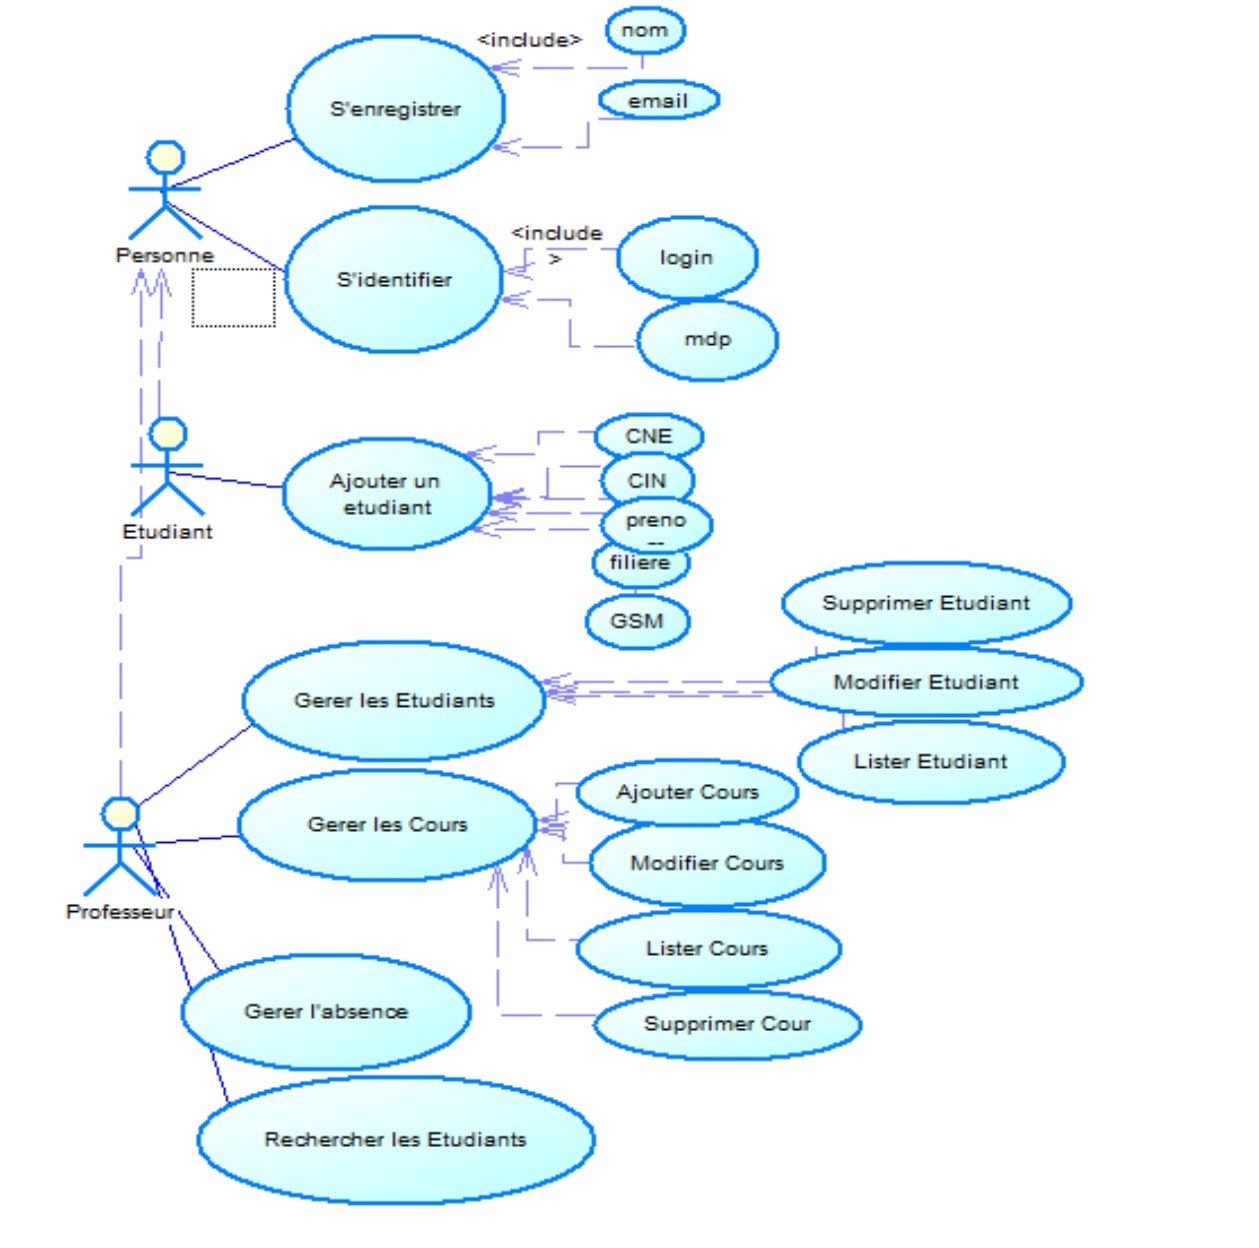 <include>
nom
S'enregistrer
email
Personne
<include
>
login
S'identifier
mdp
CNE
Ajouter un
etudiant
CIN
preno
Etudiant
filiere
GSM
Supprimer Etudiant
Modifier Etudiant
Gerer les Etudiants
Lister Etudiant
Ajouter Cours
Gerer les Cours
Modifier Cours
Professeur
Lister Cours
Gerer l'absence
Supprimer Cour
Rechercher les Etudiants